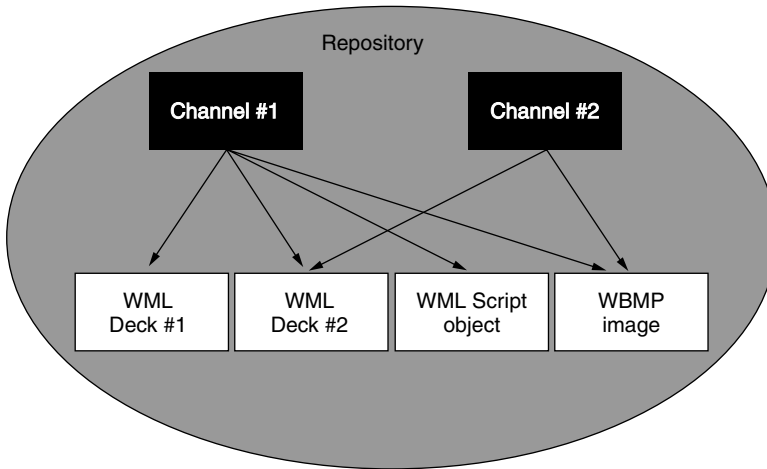 Repository
Channel #1
Channel #2
WML
Deck #1
WML
Deck #2
WML Script
object
WBMP
image